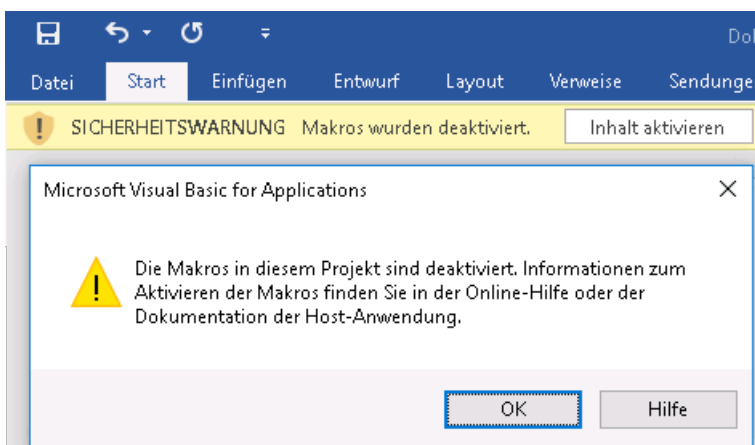 Dol
Datei Start Einfügen Entwurf Layout Verweise Sendunge
SICHERHEITSWARNUNG Makros wurden deaktiviert. Inhalt aktivieren
Microsoft Visual Basic for Applications
Die Makros in diesem Projekt sind deaktiviert. Informationen zum
Aktivieren der Makros finden Sie in der Online-Hilfe oder der
Dokumentation der Host-Anwendung.
OK Hilfe